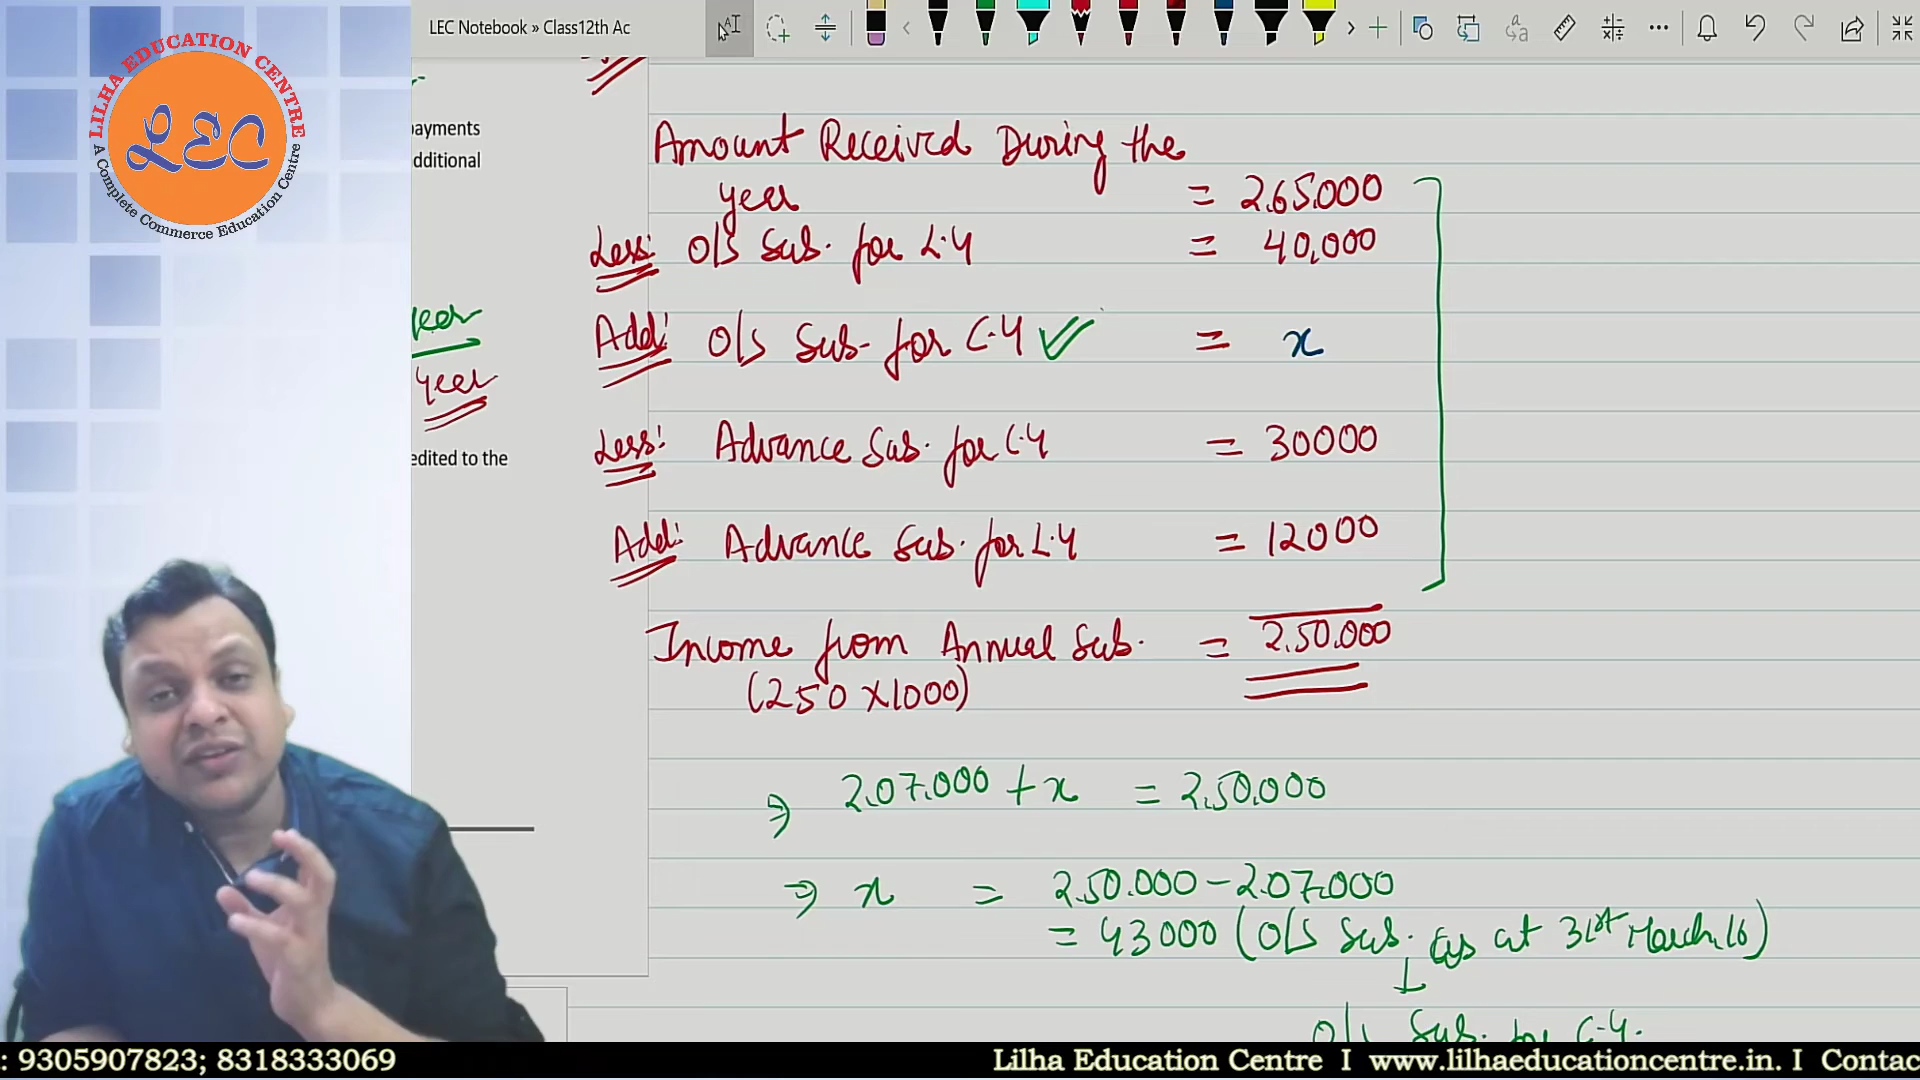 LILHA EDUCATION CENTRE
LEC
A Complete Commerce Education Centre
LEC Notebook » Class12th Ac
ayments
dditional
year
year
edited to the
Amount Received During the
year = 2,65,000
Less: O/S Sub. for L.Y = 40,000
Add: O/S Sub. for C.Y = x
Less: Advance Sub. for C.Y = 30000
Add: Advance Sub. for L.Y = 12000
Income from Annual Sub. = 2,50,000
(250 X 1000)
⇒ 2,07,000 + x = 2,50,000
⇒ x = 2,50,000 - 2,07,000
= 43000 (O/S Sub. as at 31st March, 16)
O/S Sub. for C.Y.
: 9305907823; 8318333069
Lilha Education Centre I www.lilhaeducationcentre.in. I Contac